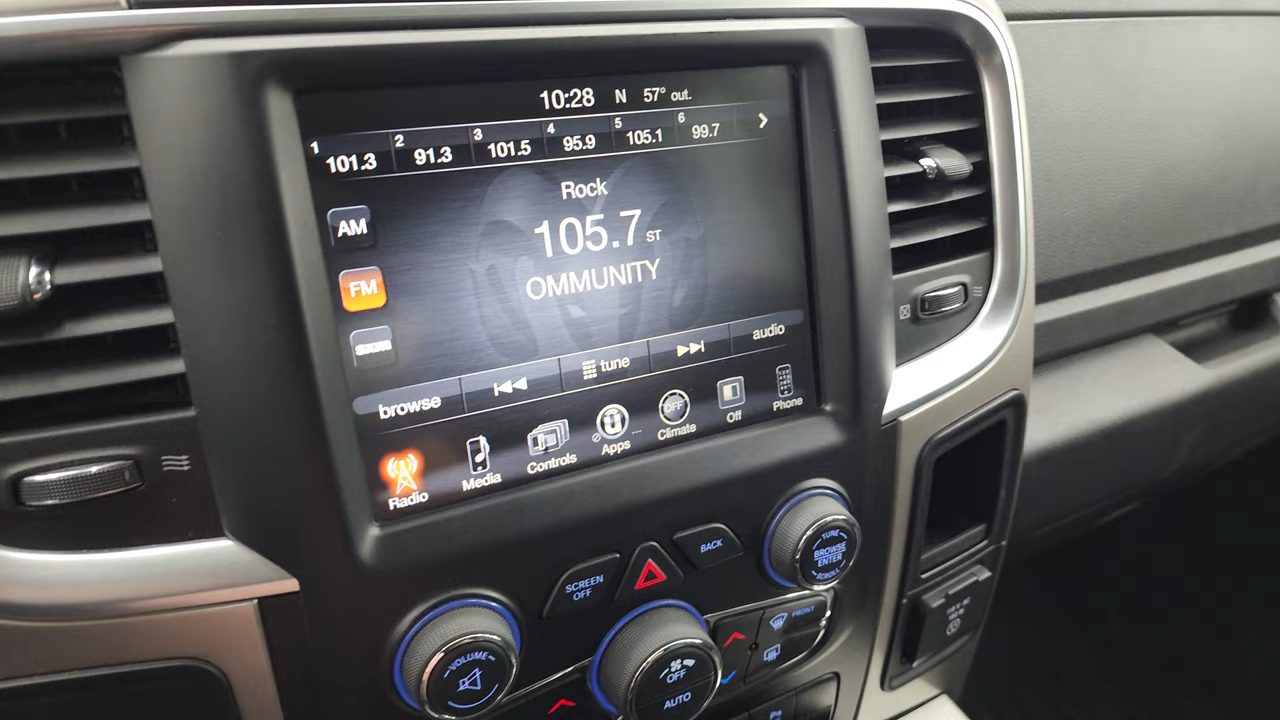 10:28 N 57° out.
1 101.3 2 91.3 3 101.5 4 95.9 5 105.1 6 99.7
Rock
AM
105.7 ST
FM
OMMUNITY
SXM
browse tune audio
Radio Media Controls Apps ... OFF Climate Off Phone
SCREEN OFF
BACK
TUNE
BROWSE
ENTER
SCROLL
VOLUME
OFF
AUTO
FRONT